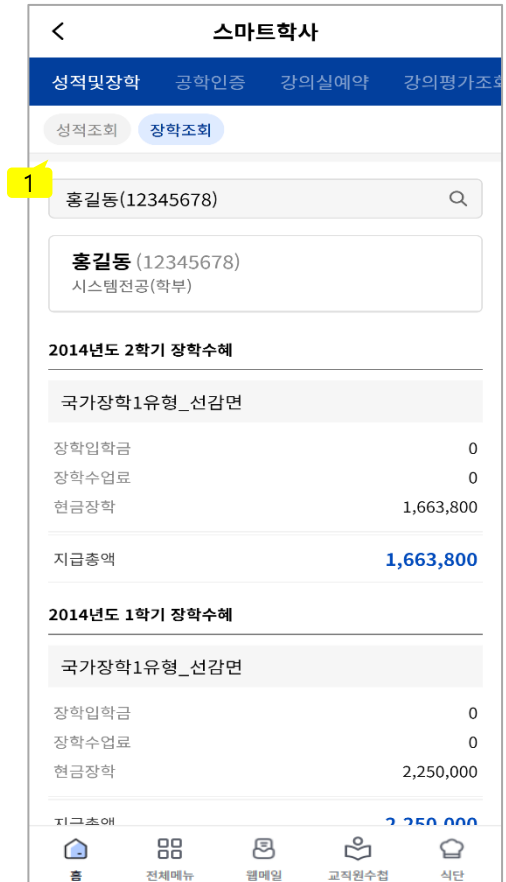 스마트학사
성적및장학 공학인증 강의실예약 강의평가조회
성적조회 장학조회
1
홍길동(12345678)
홍길동 (12345678)
시스템전공(학부)
2014년도 2학기 장학수혜
국가장학1유형_선감면
장학입학금 0
장학수업료 0
현금장학 1,663,800
지급총액 1,663,800
2014년도 1학기 장학수혜
국가장학1유형_선감면
장학입학금 0
장학수업료 0
현금장학 2,250,000
지급총액 2,250,000
홈 전체메뉴 웹메일 교직원수첩 식단